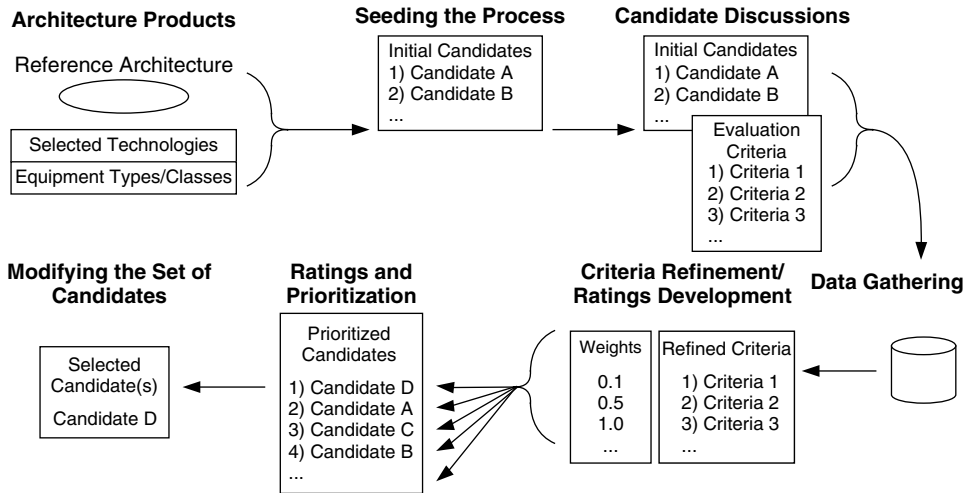 Architecture Products
Reference Architecture
Selected Technologies
Equipment Types/Classes
Seeding the Process
Initial Candidates
1) Candidate A
2) Candidate B
...
Candidate Discussions
Initial Candidates
1) Candidate A
2) Candidate B
...
Evaluation
Criteria
1) Criteria 1
2) Criteria 2
3) Criteria 3
...
Data Gathering
Criteria Refinement/
Ratings Development
Weights
0.1
0.5
1.0
...
Refined Criteria
1) Criteria 1
2) Criteria 2
3) Criteria 3
...
Ratings and
Prioritization
Prioritized
Candidates
1) Candidate D
2) Candidate A
3) Candidate C
4) Candidate B
...
Modifying the Set of
Candidates
Selected
Candidate(s)
Candidate D